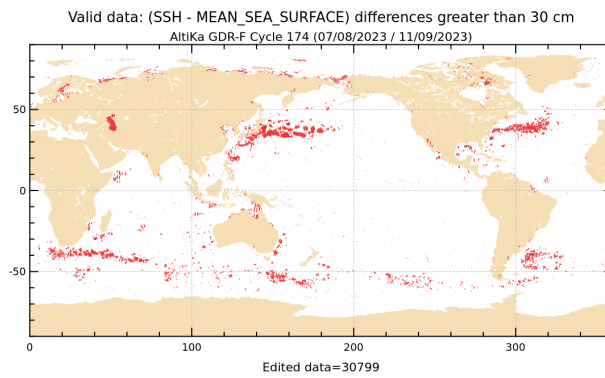 Valid data: (SSH - MEAN_SEA_SURFACE) differences greater than 30 cm
AltiKa GDR-F Cycle 174 (07/08/2023 / 11/09/2023)
50
0
-50
0 100 200 300
Edited data=30799